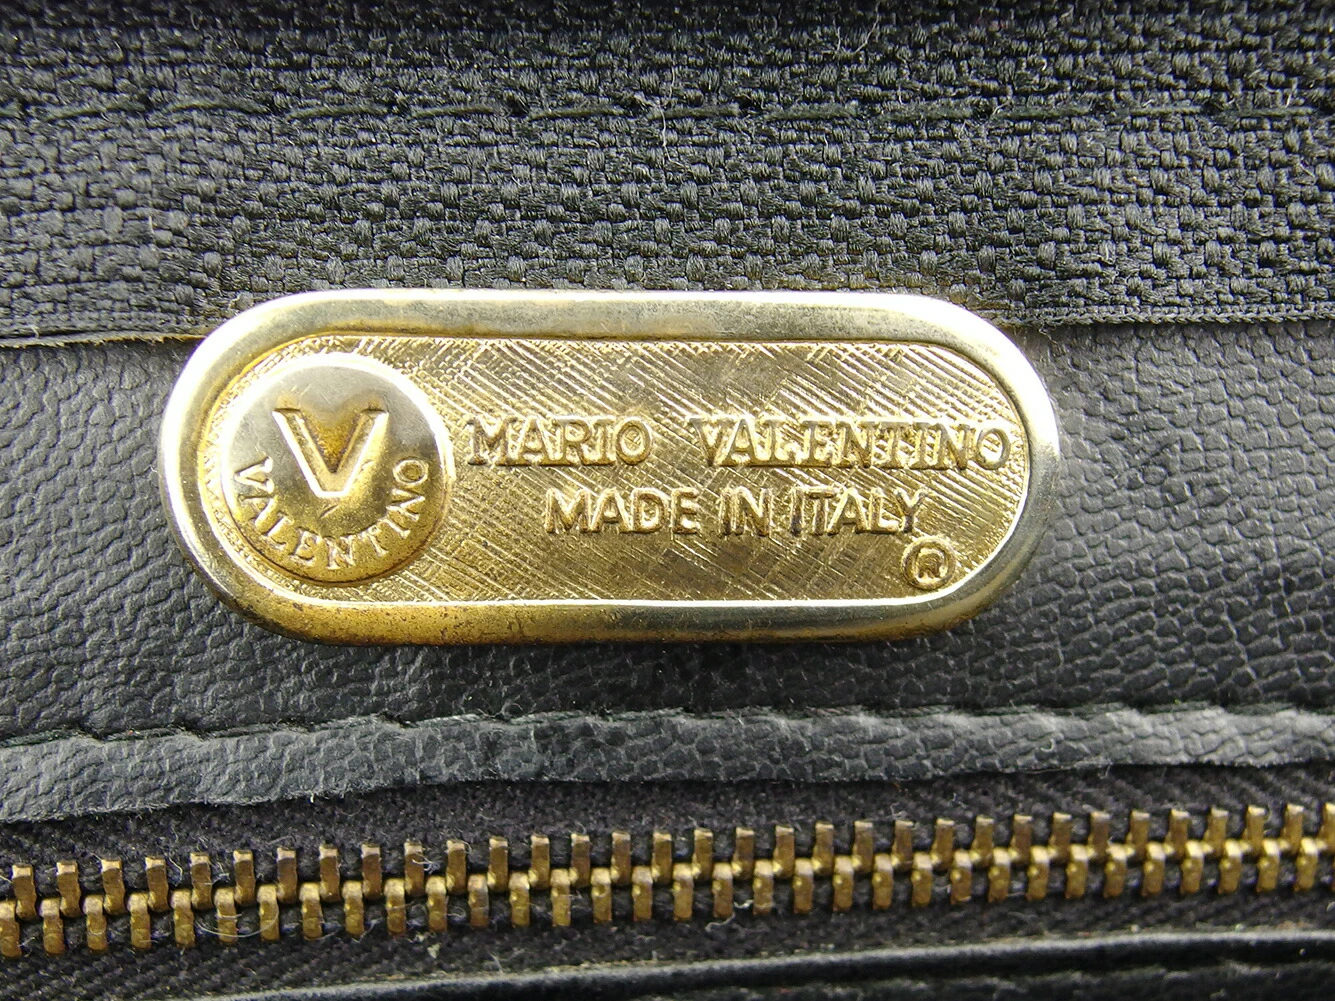 V
VALENTINO
MARIO VALENTINO
MADE IN ITALY
®